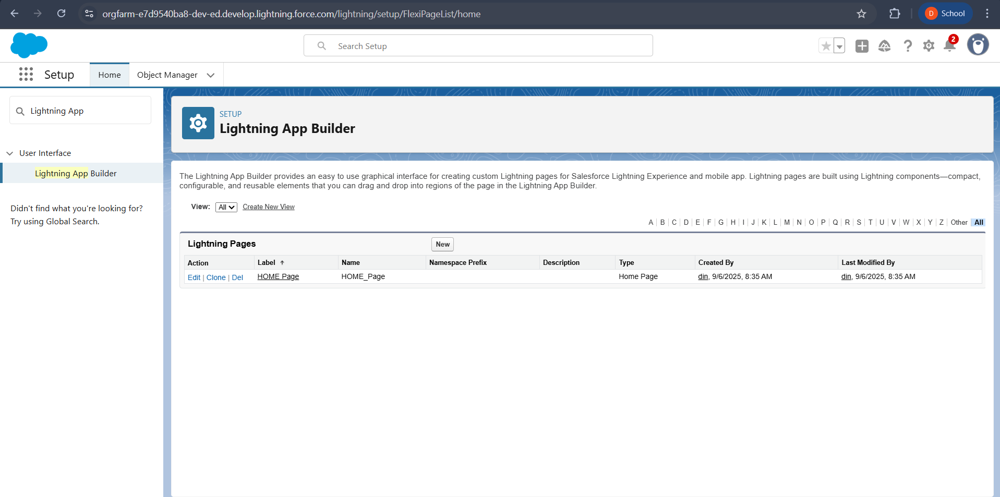 orgfarm-e7d9540ba8-dev-ed.develop.lightning.force.com/lightning/setup/FlexiPageList/home
D School
Search Setup
2
Setup Home Object Manager
Lightning App
User Interface
Lightning App Builder
Didn't find what you're looking for?
Try using Global Search.
SETUP
Lightning App Builder
The Lightning App Builder provides an easy to use graphical interface for creating custom Lightning pages for Salesforce Lightning Experience and mobile app. Lightning pages are built using Lightning components—compact,
configurable, and reusable elements that you can drag and drop into regions of the page in the Lightning App Builder.
View: All Create New View
A | B | C | D | E | F | G | H | I | J | K | L | M | N | O | P | Q | R | S | T | U | V | W | X | Y | Z | Other | All
Lightning Pages New
Action Label Name Namespace Prefix Description Type Created By Last Modified By
Edit | Clone | Del HOME Page HOME_Page Home Page din, 9/6/2025, 8:35 AM din, 9/6/2025, 8:35 AM